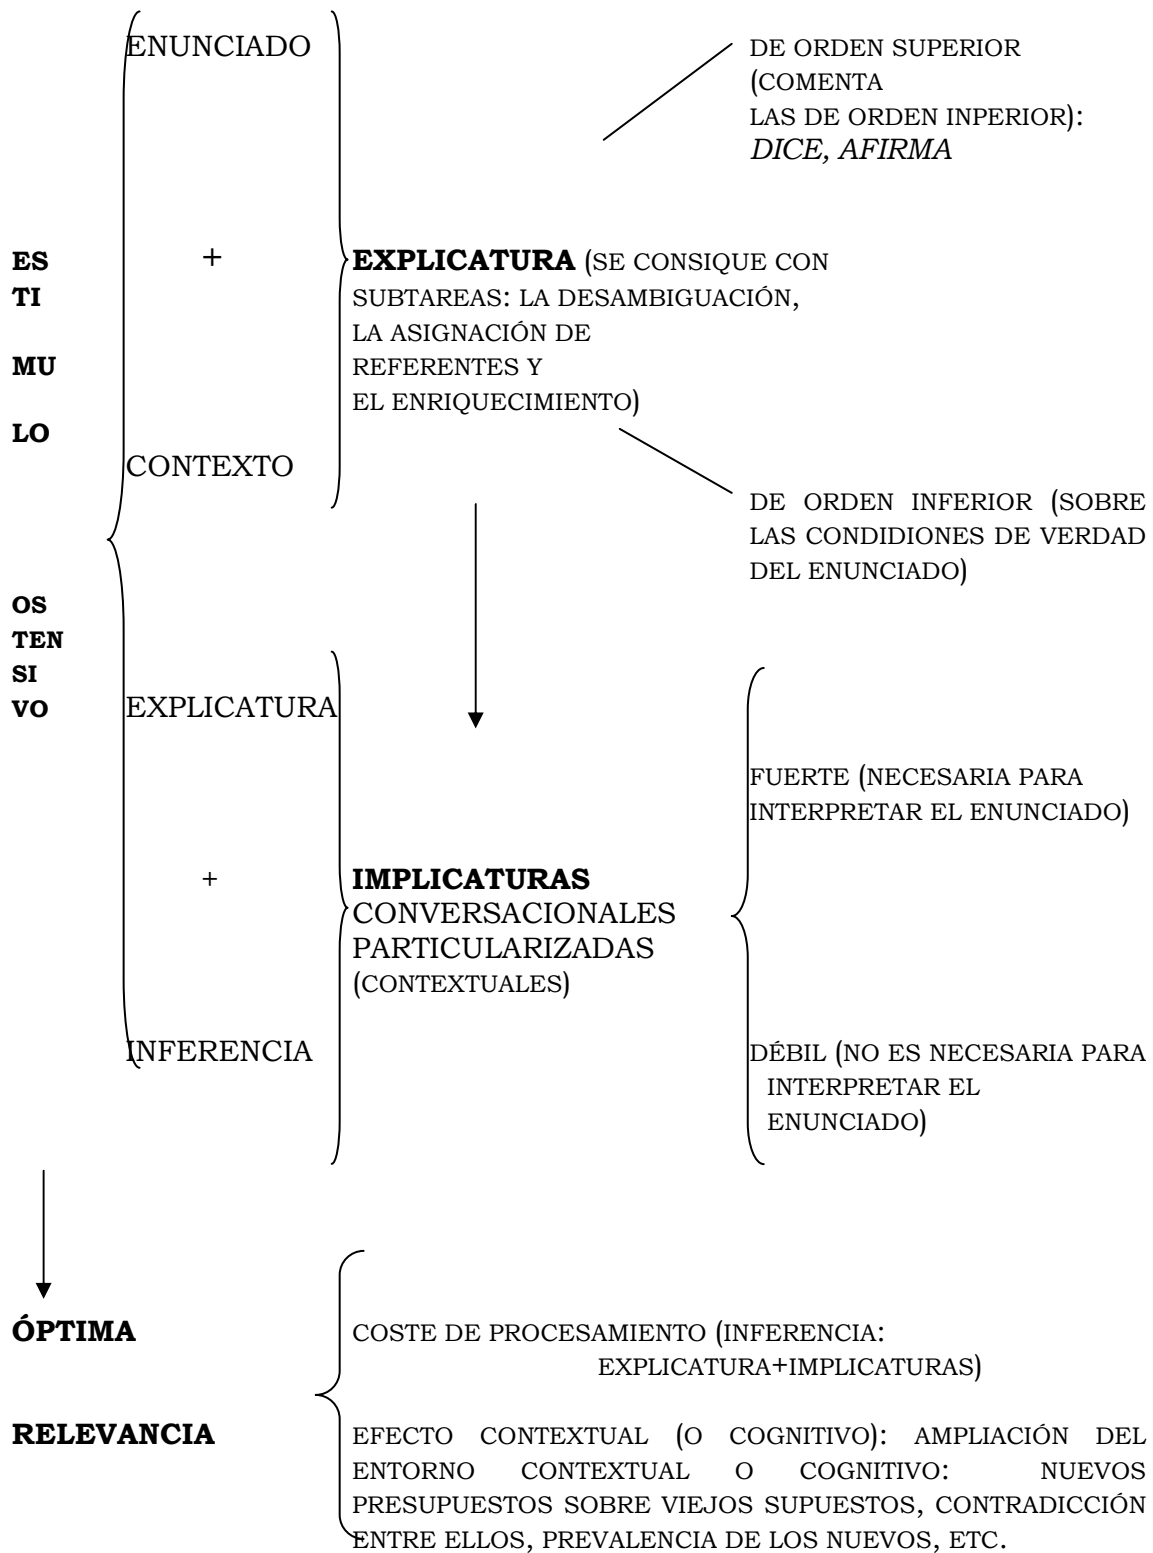 ENUNCIADO
DE ORDEN SUPERIOR
(COMENTA
LAS DE ORDEN INPERIOR):
DICE, AFIRMA
ES
TI
MU
LO
+
EXPLICATURA (SE CONSIQUE CON
SUBTAREAS: LA DESAMBIGUACIÓN,
LA ASIGNACIÓN DE
REFERENTES Y
EL ENRIQUECIMIENTO)
CONTEXTO
DE ORDEN INFERIOR (SOBRE
LAS CONDIDIONES DE VERDAD
DEL ENUNCIADO)
OS
TEN
SI
VO
EXPLICATURA
FUERTE (NECESARIA PARA
INTERPRETAR EL ENUNCIADO)
+
IMPLICATURAS
CONVERSACIONALES
PARTICULARIZADAS
(CONTEXTUALES)
INFERENCIA
DÉBIL (NO ES NECESARIA PARA
INTERPRETAR EL
ENUNCIADO)
ÓPTIMA
RELEVANCIA
COSTE DE PROCESAMIENTO (INFERENCIA:
EXPLICATURA+IMPLICATURAS)
EFECTO CONTEXTUAL (O COGNITIVO): AMPLIACIÓN DEL
ENTORNO CONTEXTUAL O COGNITIVO: NUEVOS
PRESUPUESTOS SOBRE VIEJOS SUPUESTOS, CONTRADICCIÓN
ENTRE ELLOS, PREVALENCIA DE LOS NUEVOS, ETC.